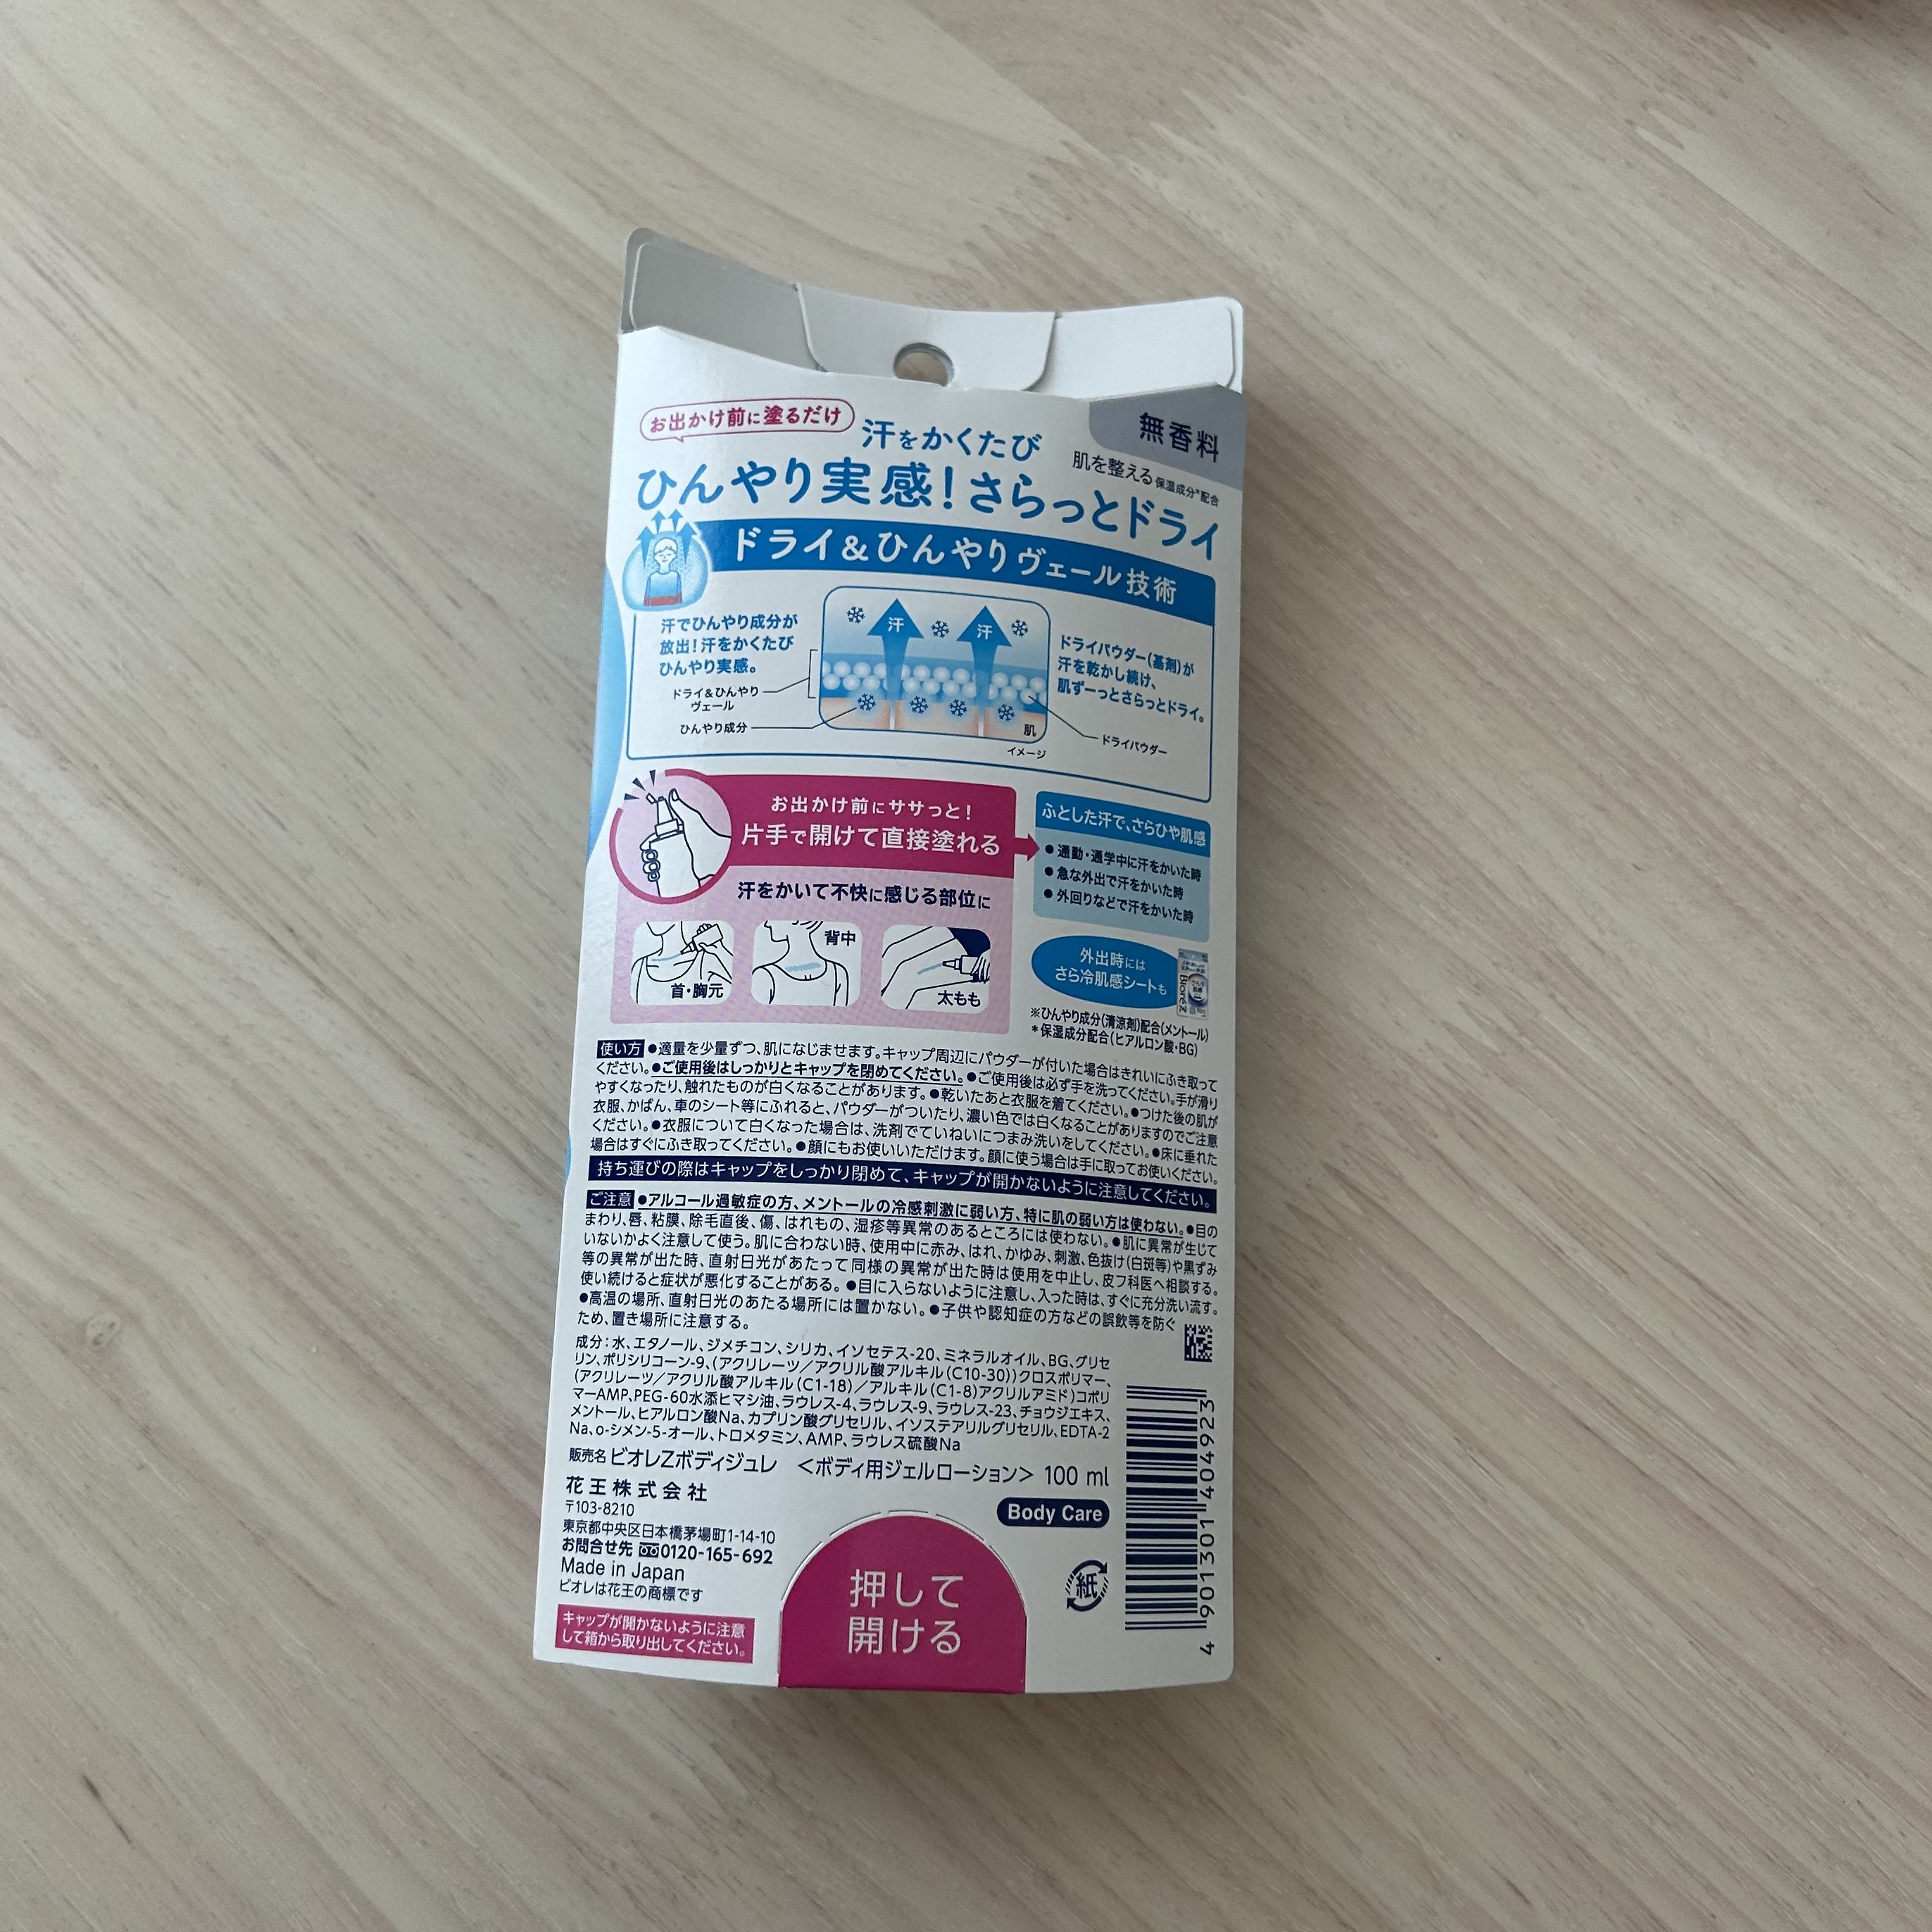 お出かけ前に塗るだけ
無香料
汗をかくたび
肌を整える保湿成分*配合
ひんやり実感!さらっとドライ
ドライ&ひんやりヴェール技術
汗でひんやり成分が
放出!汗をかくたび
ひんやり実感。
ドライ&ひんやり
ヴェール
ひんやり成分
汗
汗
肌
イメージ
ドライパウダー(基剤)が
汗を乾かし続け、
肌ずーっとさらっとドライ。
ドライパウダー
お出かけ前にササっと!
片手で開けて直接塗れる
汗をかいて不快に感じる部位に
首・胸元
背中
太もも
ふとした汗で、さらひや肌感
●通勤・通学中に汗をかいた時
●急な外出で汗をかいた時
●外回りなどで汗をかいた時
外出時には
さら冷肌感シートも
Bioré Z
※ひんやり成分(清涼剤)配合(メントール)
*保湿成分配合(ヒアルロン酸・BG)
使い方 ●適量を少量ずつ、肌になじませます。キャップ周辺にパウダーが付いた場合はきれいにふき取って
ください。●ご使用後はしっかりとキャップを閉めてください。●ご使用後は必ず手を洗ってください。手が滑り
やすくなったり、触れたものが白くなることがあります。●乾いたあと衣服を着てください。●つけた後の肌が
衣服、かばん、車のシート等にふれると、パウダーがついたり、濃い色では白くなることがありますのでご注意
ください。●衣服について白くなった場合は、洗剤でていねいにつまみ洗いをしてください。●床に垂れた
場合はすぐにふき取ってください。●顔にもお使いいただけます。顔に使う場合は手に取ってお使いください。
持ち運びの際はキャップをしっかり閉めて、キャップが開かないように注意してください。
ご注意 ●アルコール過敏症の方、メントールの冷感刺激に弱い方、特に肌の弱い方は使わない。●目の
まわり、唇、粘膜、除毛直後、傷、はれもの、湿疹等異常のあるところには使わない。●肌に異常が生じて
いないかよく注意して使う。肌に合わない時、使用中に赤み、はれ、かゆみ、刺激、色抜け(白斑等)や黒ずみ
等の異常が出た時、直射日光があたって同様の異常が出た時は使用を中止し、皮フ科医へ相談する。
使い続けると症状が悪化することがある。●目に入らないように注意し、入った時は、すぐに充分洗い流す。
●高温の場所、直射日光のあたる場所には置かない。●子供や認知症の方などの誤飲等を防ぐ
ため、置き場所に注意する。
成分:水、エタノール、ジメチコン、シリカ、イソセテス-20、ミネラルオイル、BG、グリセ
リン、ポリシリコーン-9、(アクリレーツ/アクリル酸アルキル(C10-30))クロスポリマー、
(アクリレーツ/アクリル酸アルキル(C1-18)/アルキル(C1-8)アクリルアミド)コポリ
マーAMP、PEG-60水添ヒマシ油、ラウレス-4、ラウレス-9、ラウレス-23、チョウジエキス、
メントール、ヒアルロン酸Na、カプリン酸グリセリル、イソステアリルグリセリル、EDTA-2
Na、o-シメン-5-オール、トロメタミン、AMP、ラウレス硫酸Na
販売名 ビオレZボディジュレ <ボディ用ジェルローション> 100 ml
花王株式会社
〒103-8210
東京都中央区日本橋茅場町1-14-10
お問合せ先 0120-165-692
Made in Japan
ビオレは花王の商標です
キャップが開かないように注意
して箱から取り出してください。
Body Care
押して
開ける
紙
4 901301 404923